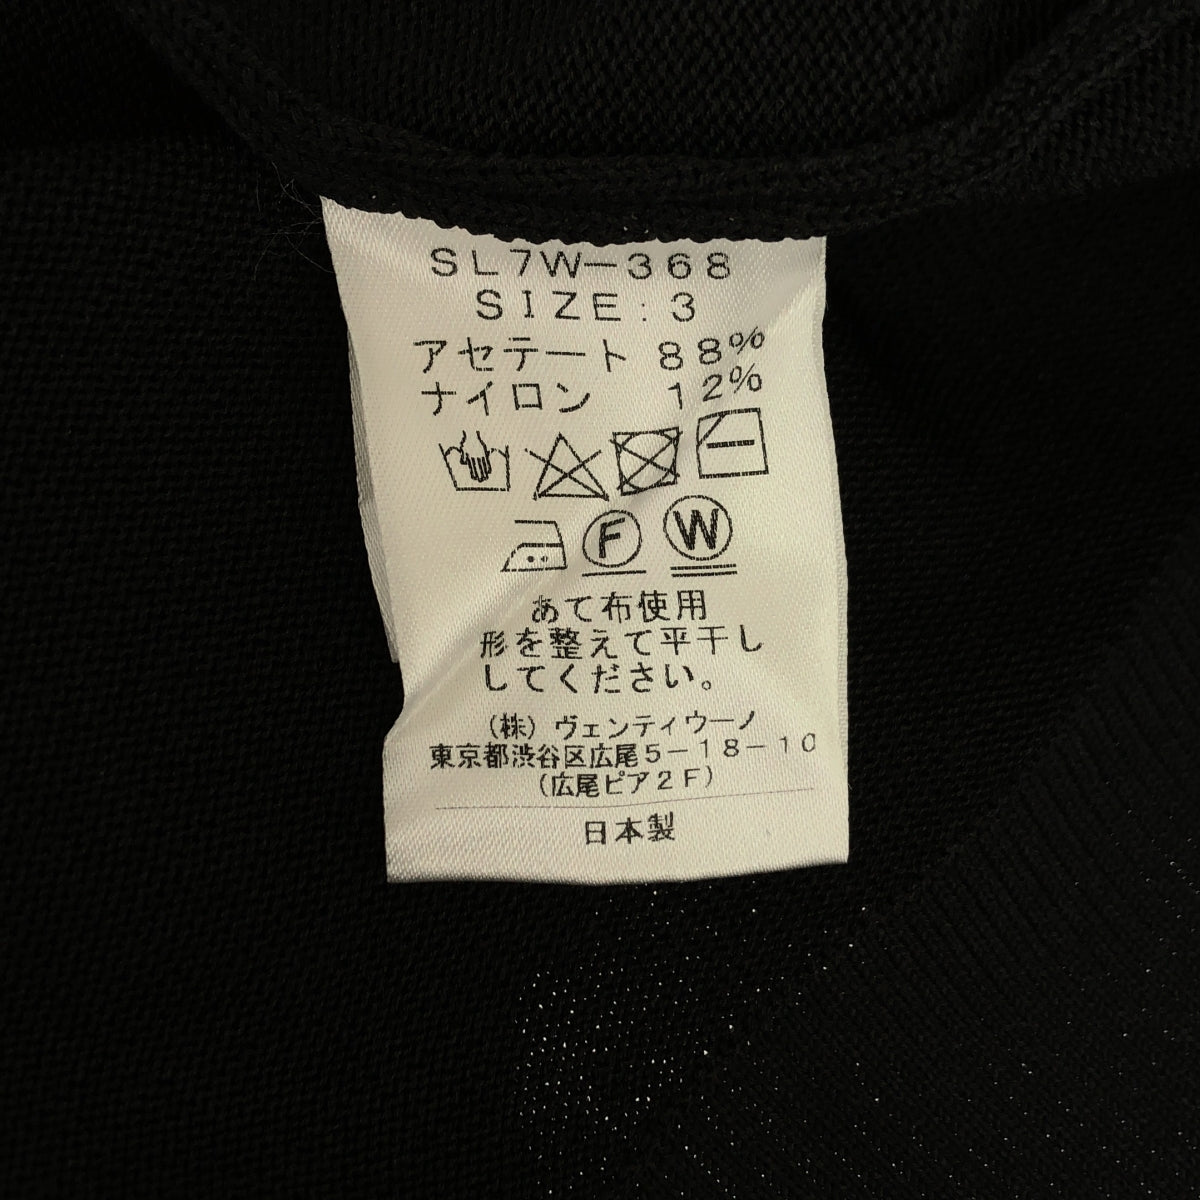 SL7W-368
SIZE:3
アセテート 88%
ナイロン 12%
F W
あて布使用
形を整えて平干し
してください。
(株)ヴェンティウーノ
東京都渋谷区広尾5-18-10
(広尾ピア2F)
日本製